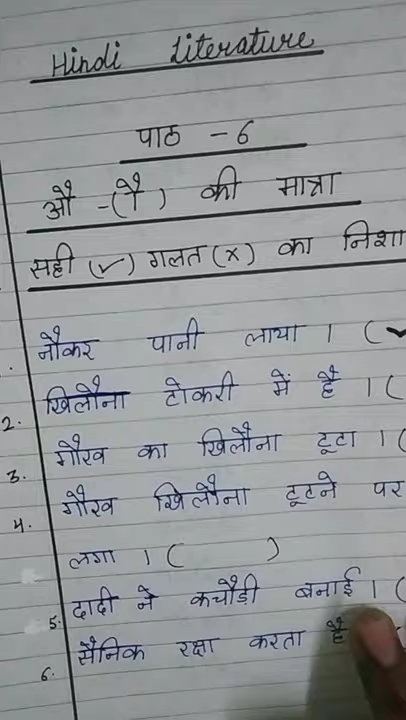 Hindi Literature
पाठ - 6
औ - (ौ) की मात्रा
सही (✓) गलत (x) का निशा
. नौकर पानी लाया । (✓
2. खिलौना टोकरी में है । (
3. गौरव का खिलौना टूटा । (
4. गौरव खिलौना टूटने पर
लगा । ( )
5. दादी ने कचौड़ी बनाई । (
6. सैनिक रक्षा करता है